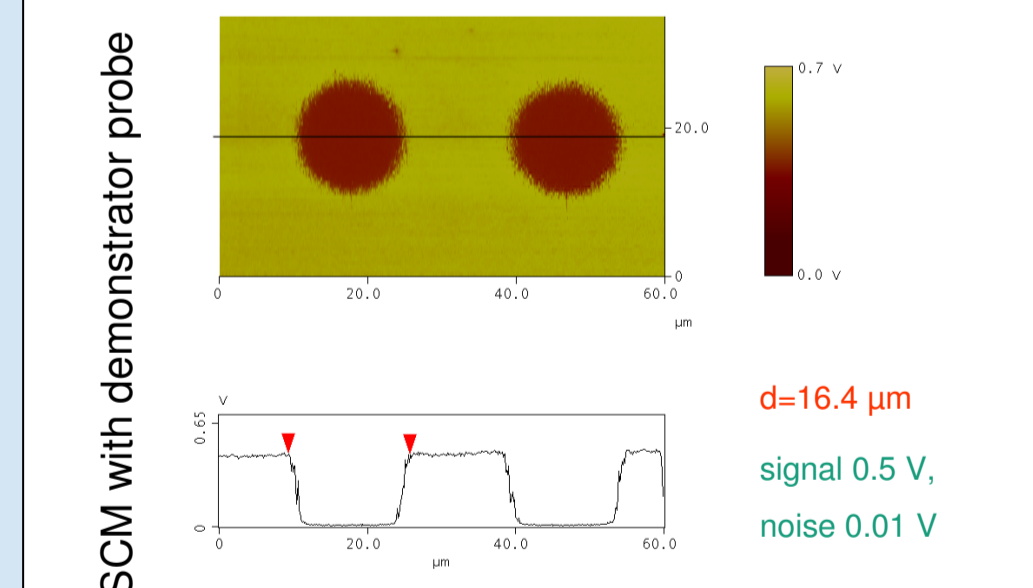 SCM with demonstrator probe
0.7 V
20.0
0.0 V
0
0 20.0 40.0 60.0
µm
V
0.65
0
0 20.0 40.0 60.0
µm
d=16.4 µm
signal 0.5 V,
noise 0.01 V